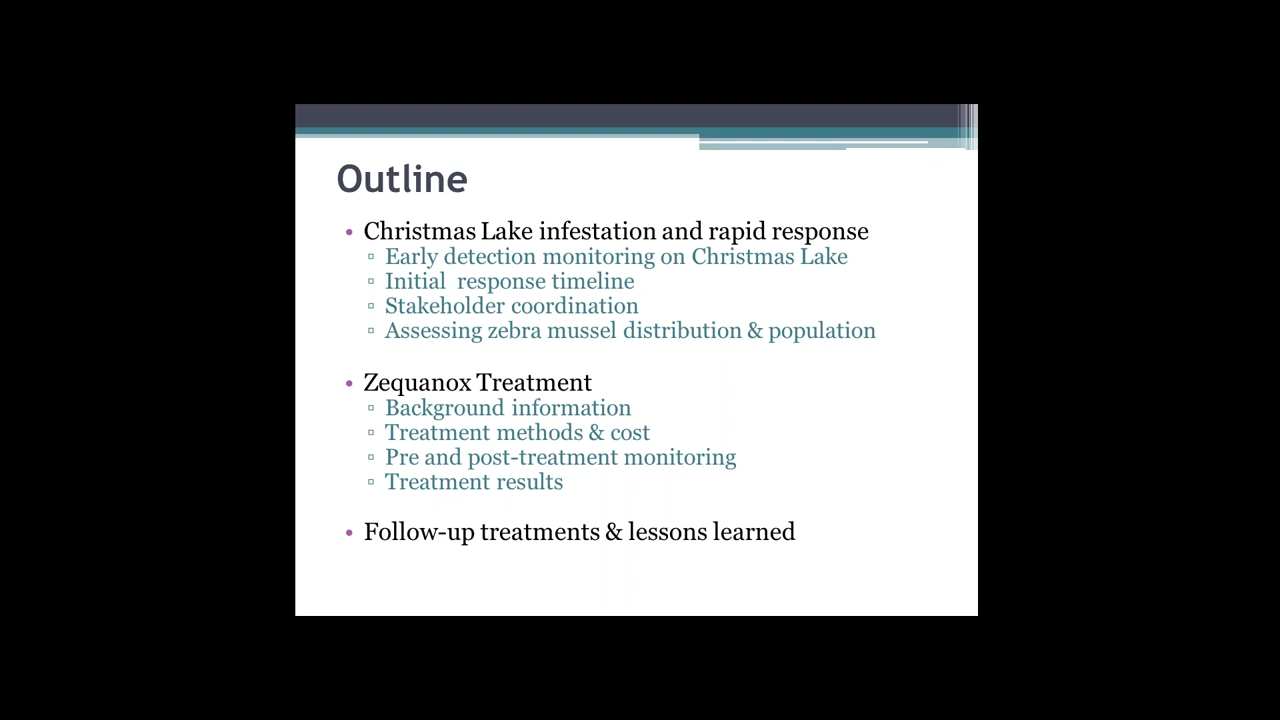 Outline
• Christmas Lake infestation and rapid response
▫ Early detection monitoring on Christmas Lake
▫ Initial  response timeline
▫ Stakeholder coordination
▫ Assessing zebra mussel distribution & population
• Zequanox Treatment
▫ Background information
▫ Treatment methods & cost
▫ Pre and post-treatment monitoring
▫ Treatment results
• Follow-up treatments & lessons learned